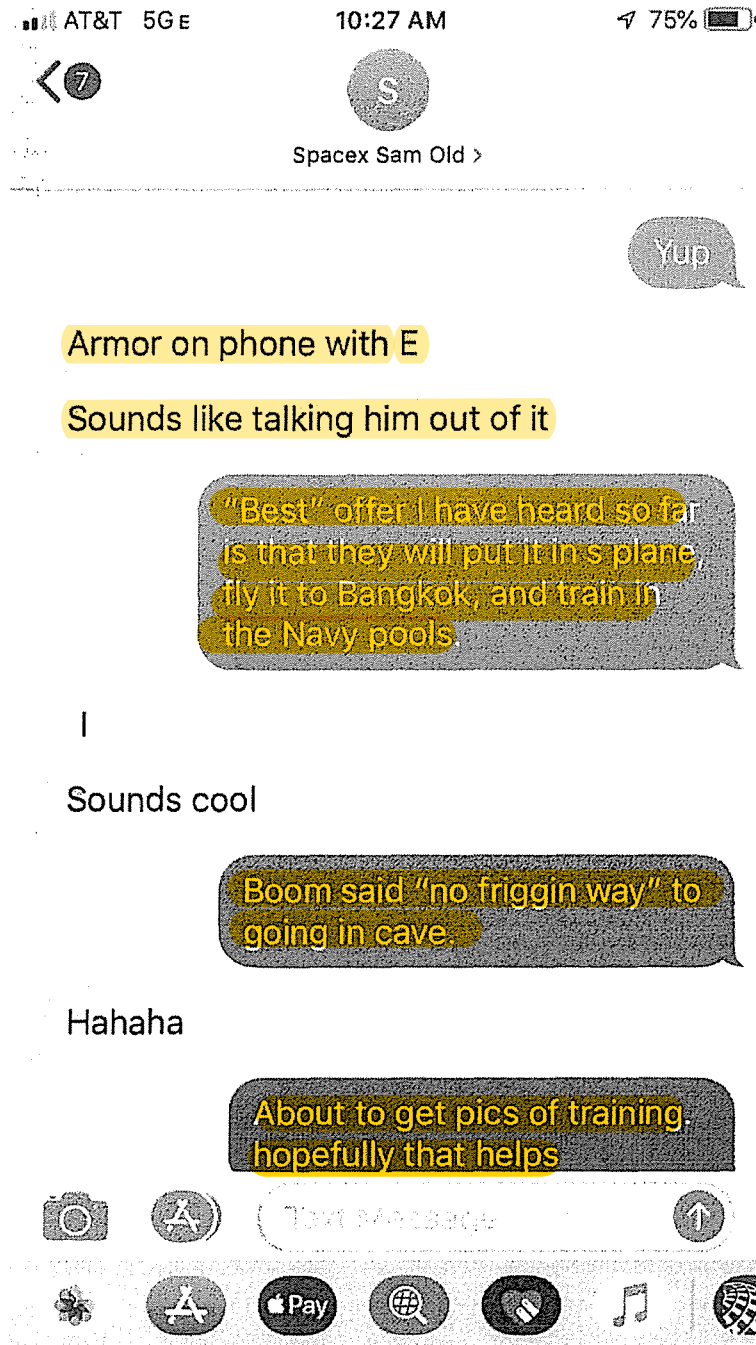 AT&T 5GE 10:27 AM 75%
7
S
Spacex Sam Old >
Yup
Armor on phone with E
Sounds like talking him out of it
“Best” offer I have heard so far
is that they will put it in s plane,
fly it to Bangkok, and train in
the Navy pools.
I
Sounds cool
Boom said “no friggin way” to
going in cave.
Hahaha
About to get pics of training.
hopefully that helps
Text Message
Pay